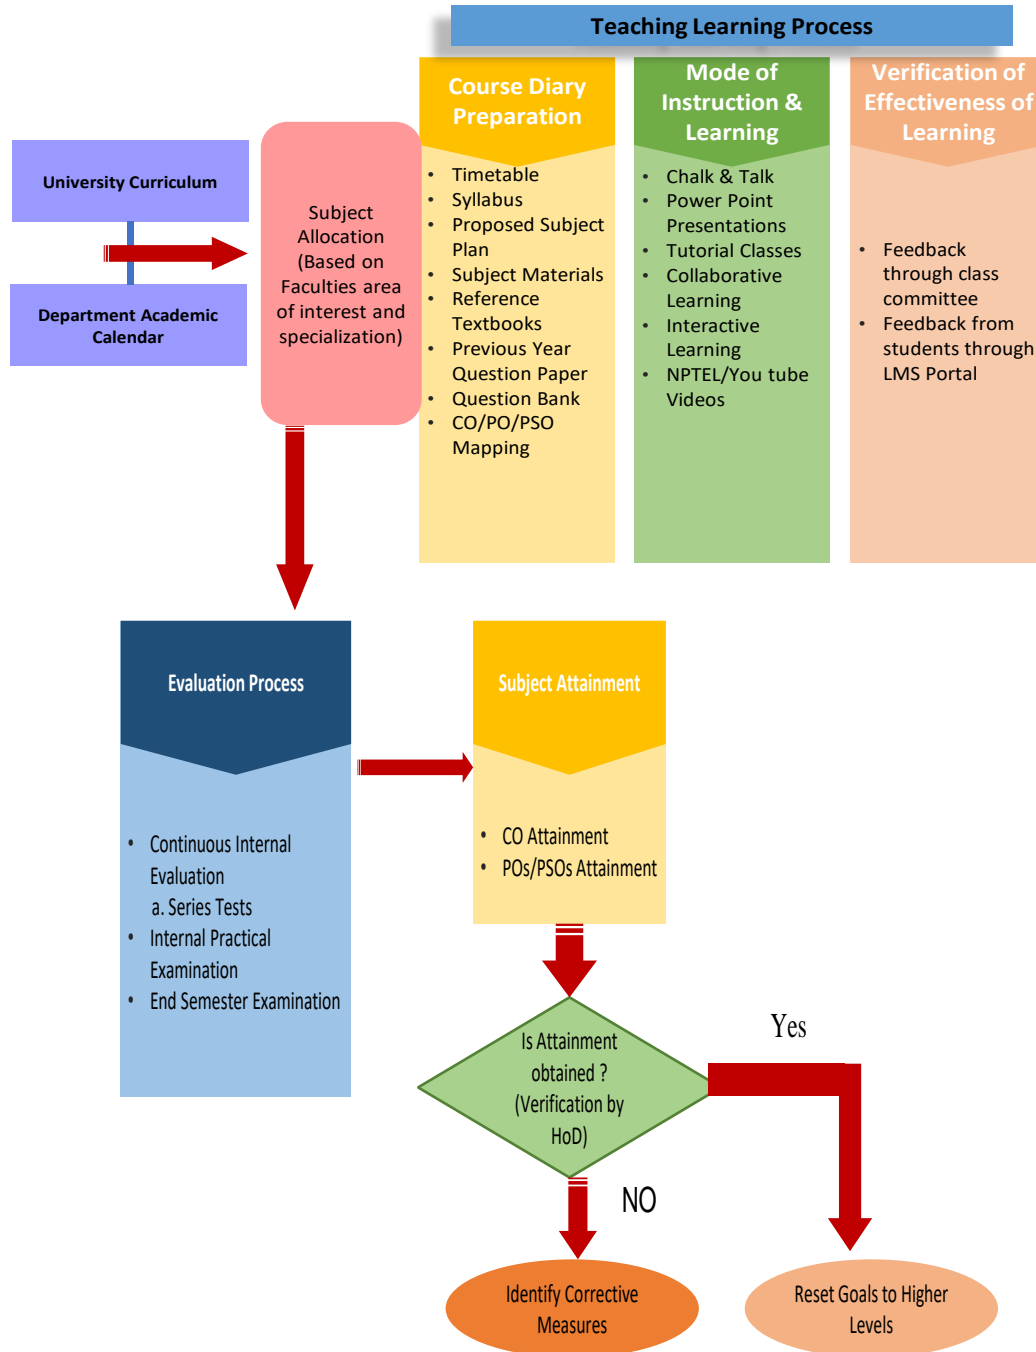 Teaching Learning Process
Course Diary
Preparation
Mode of
Instruction &
Learning
Verification of
Effectiveness of
Learning
University Curriculum
Department Academic
Calendar
Subject
Allocation
(Based on
Faculties area
of interest and
specialization)
• Timetable
• Syllabus
• Proposed Subject
Plan
• Subject Materials
• Reference
Textbooks
• Previous Year
Question Paper
• Question Bank
• CO/PO/PSO
Mapping
• Chalk & Talk
• Power Point
Presentations
• Tutorial Classes
• Collaborative
Learning
• Interactive
Learning
• NPTEL/You tube
Videos
• Feedback
through class
committee
• Feedback from
students through
LMS Portal
Evaluation Process
• Continuous Internal
Evaluation
a. Series Tests
• Internal Practical
Examination
• End Semester Examination
Subject Attainment
• CO Attainment
• POs/PSOs Attainment
Is Attainment
obtained ?
(Verification by
HoD)
Yes
NO
Identify Corrective
Measures
Reset Goals to Higher
Levels